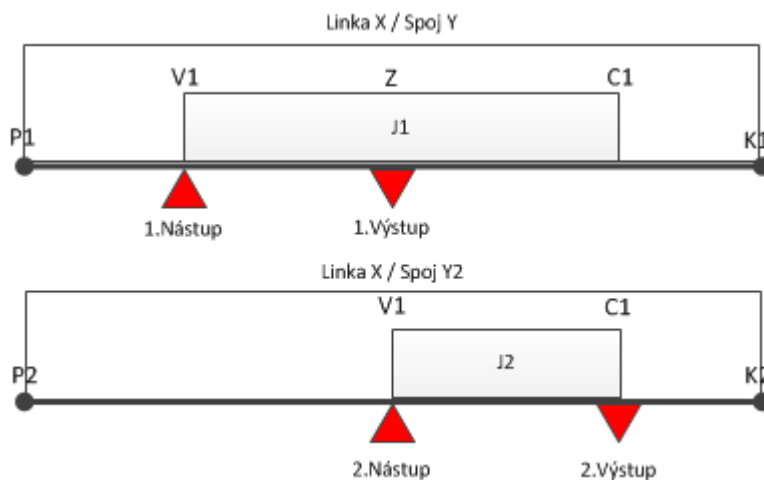 Linka X / Spoj Y
V1 Z C1
J1
P1 K1
1.Nástup 1.Výstup
Linka X / Spoj Y2
V1 C1
J2
P2 K2
2.Nástup 2.Výstup